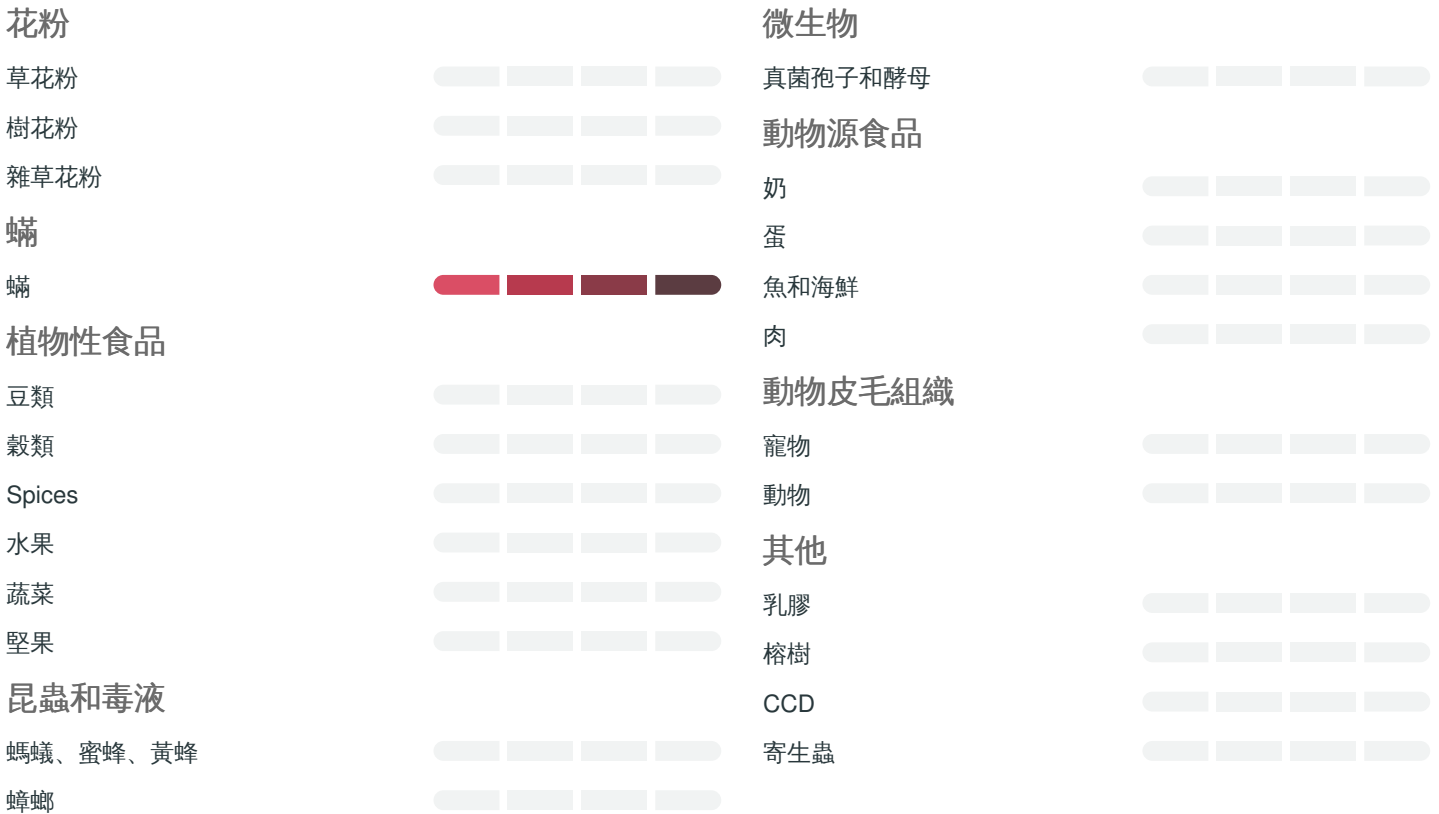 花粉
草花粉
樹花粉
雜草花粉
蟎
蟎
植物性食品
豆類
穀類
Spices
水果
蔬菜
堅果
昆蟲和毒液
螞蟻、蜜蜂、黃蜂
蟑螂
微生物
真菌孢子和酵母
動物源食品
奶
蛋
魚和海鮮
肉
動物皮毛組織
寵物
動物
其他
乳膠
榕樹
CCD
寄生蟲